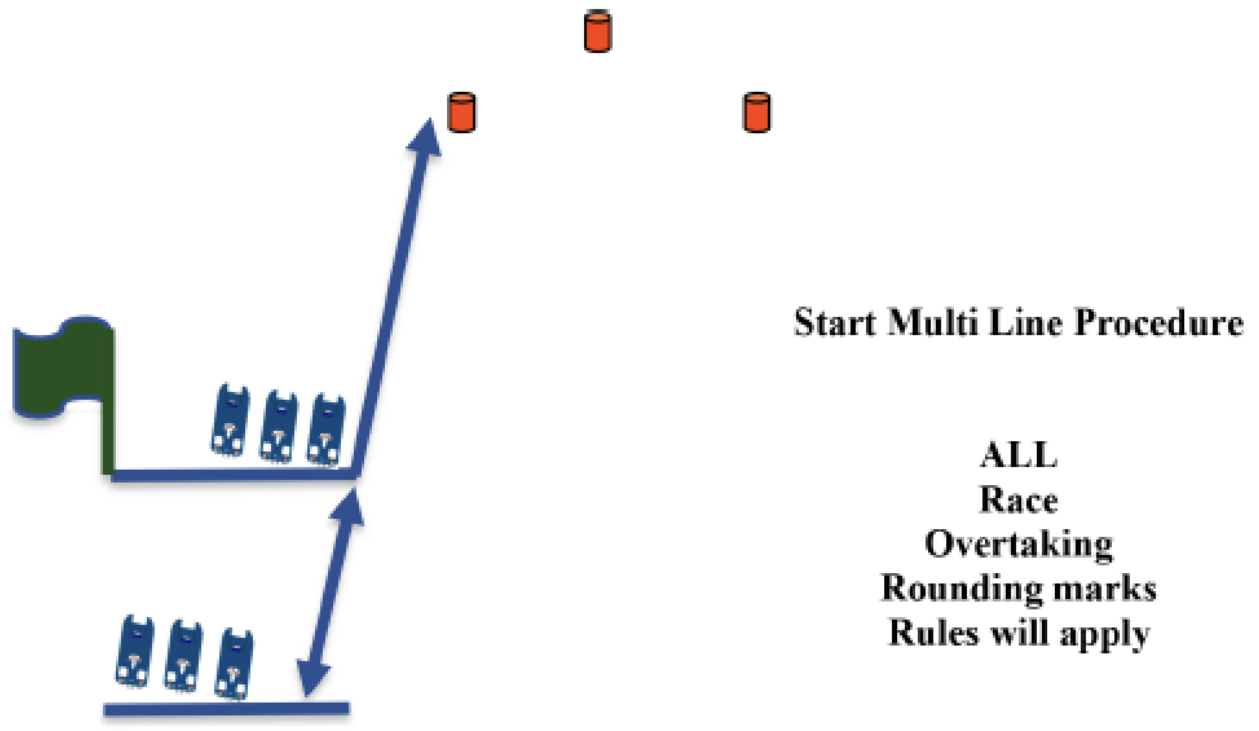 Start Multi Line Procedure
ALL
Race
Overtaking
Rounding marks
Rules will apply